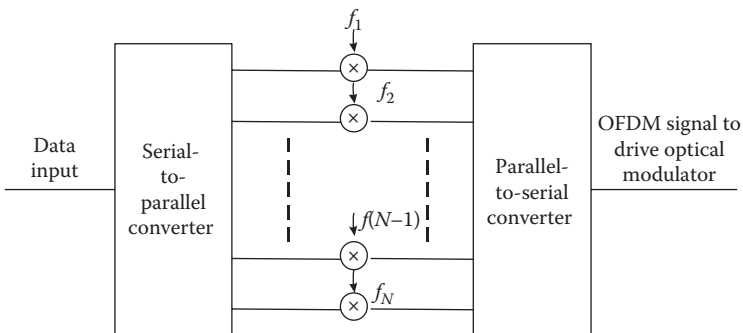 f1
×
f2
×
Data
input
Serial-
to-
parallel
converter
f(N–1)
×
fN
×
Parallel-
to-serial
converter
OFDM signal to
drive optical
modulator